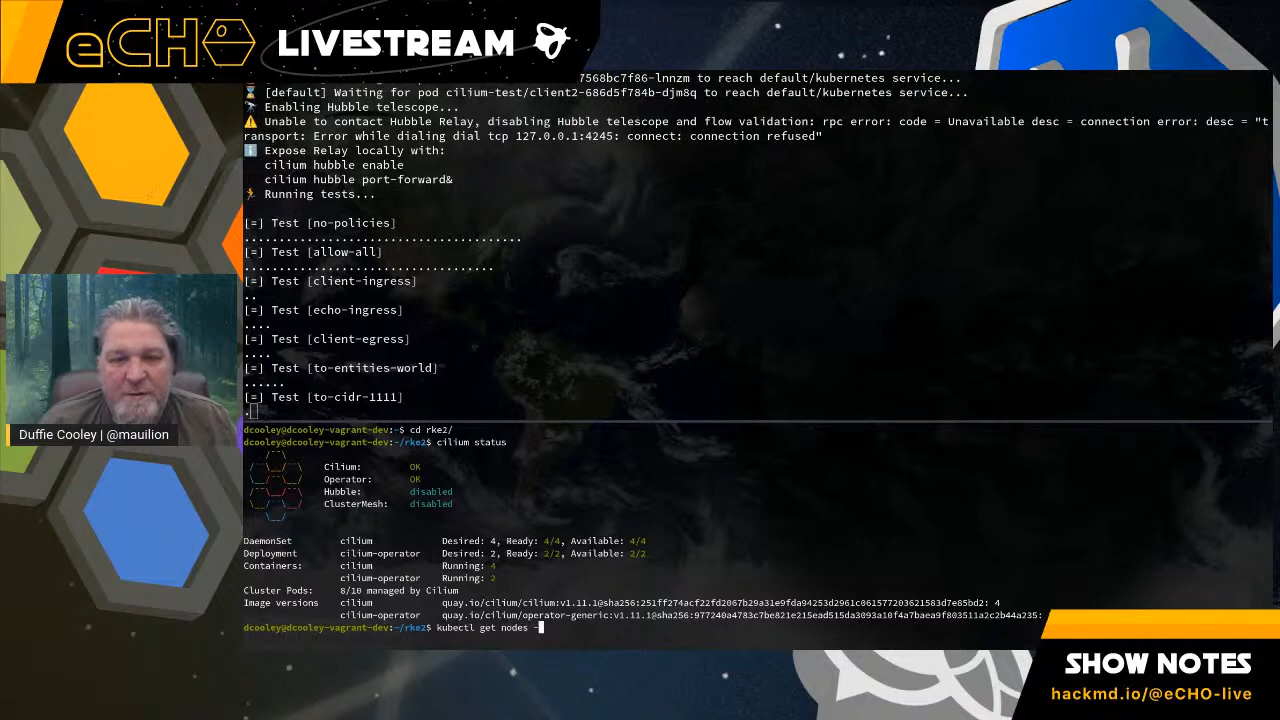 eCHO LIVESTREAM
7568bc7f86-lnnzm to reach default/kubernetes service...
[default] Waiting for pod cilium-test/client2-686d5f784b-djm8q to reach default/kubernetes service...
Enabling Hubble telescope...
Unable to contact Hubble Relay, disabling Hubble telescope and flow validation: rpc error: code = Unavailable desc = connection error: desc = "t
ransport: Error while dialing dial tcp 127.0.0.1:4245: connect: connection refused"
Expose Relay locally with:
cilium hubble enable
cilium hubble port-forward&
Running tests...
[=] Test [no-policies]
.........................................
[=] Test [allow-all]
.....................................
[=] Test [client-ingress]
..
[=] Test [echo-ingress]
....
[=] Test [client-egress]
....
[=] Test [to-entities-world]
......
[=] Test [to-cidr-1111]
.
Duffie Cooley | @mauilion
dcooley@dcooley-vagrant-dev:~$ cd rke2/
dcooley@dcooley-vagrant-dev:~/rke2$ cilium status
Cilium: OK
Operator: OK
Hubble: disabled
ClusterMesh: disabled
DaemonSet cilium Desired: 4, Ready: 4/4, Available: 4/4
Deployment cilium-operator Desired: 2, Ready: 2/2, Available: 2/2
Containers: cilium Running: 4
cilium-operator Running: 2
Cluster Pods: 8/10 managed by Cilium
Image versions cilium quay.io/cilium/cilium:v1.11.1@sha256:251ff274acf22fd2067b29a31e9fda94253d2961c061577203621583d7e85bd2: 4
cilium-operator quay.io/cilium/operator-generic:v1.11.1@sha256:977240a4783c7be821e215ead515da3093a10f4a7baea9f803511a2c2b44a235:
dcooley@dcooley-vagrant-dev:~/rke2$ kubectl get nodes -
SHOW NOTES
hackmd.io/@eCHO-live